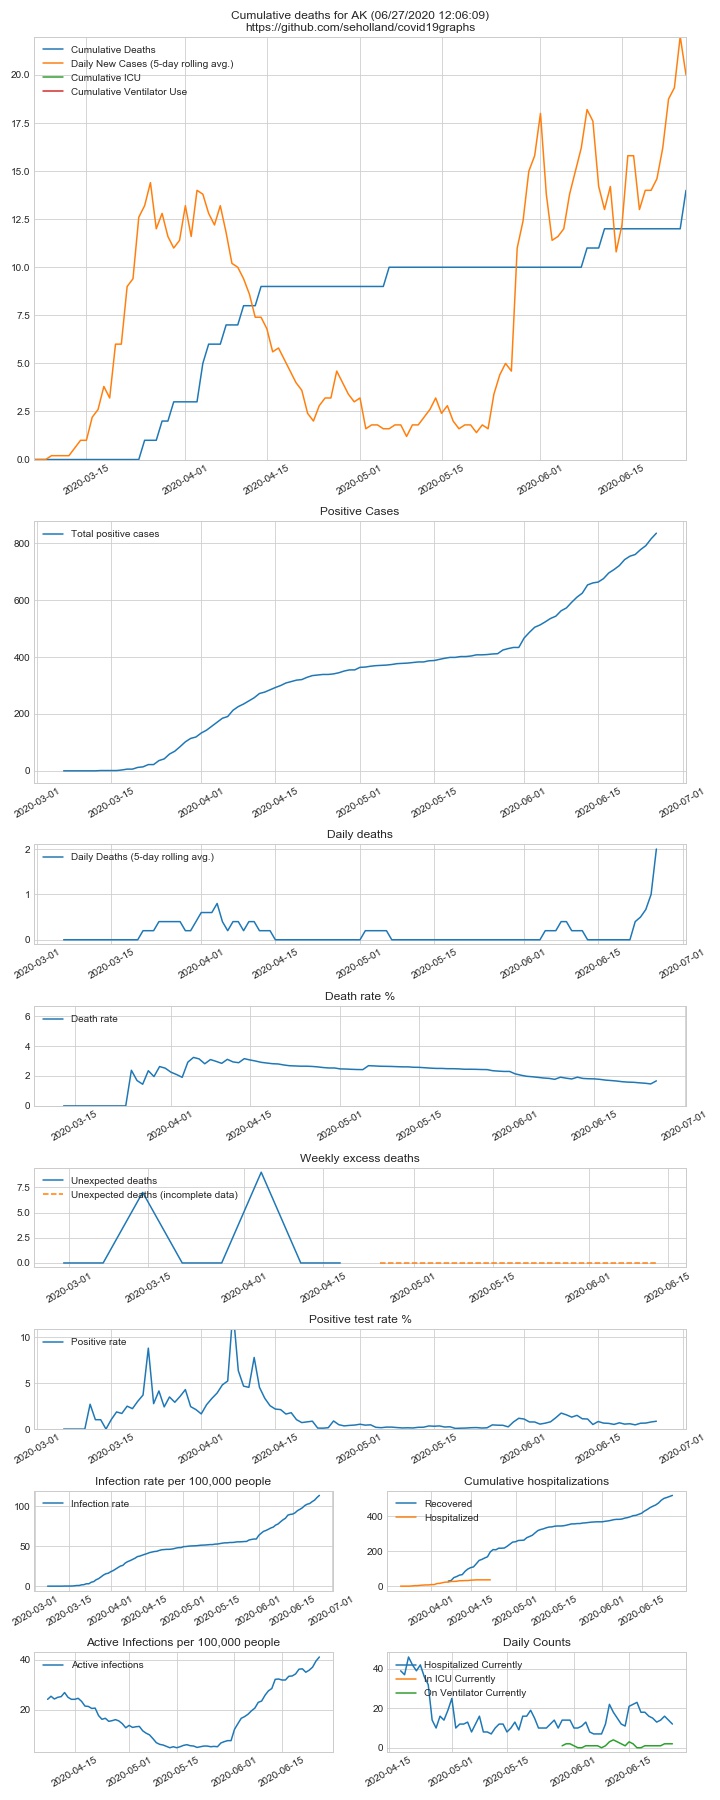 Cumulative deaths for AK (06/27/2020 12:06:09)
https://github.com/seholland/covid19graphs
Cumulative Deaths
Daily New Cases (5-day rolling avg.)
Cumulative ICU
Cumulative Ventilator Use
20.0
17.5
15.0
12.5
10.0
7.5
5.0
2.5
0.0
2020-03-15 2020-04-01 2020-04-15 2020-05-01 2020-05-15 2020-06-01 2020-06-15
Positive Cases
Total positive cases
800
600
400
200
0
2020-03-01 2020-03-15 2020-04-01 2020-04-15 2020-05-01 2020-05-15 2020-06-01 2020-06-15 2020-07-01
Daily deaths
Daily Deaths (5-day rolling avg.)
2
1
0
2020-03-01 2020-03-15 2020-04-01 2020-04-15 2020-05-01 2020-05-15 2020-06-01 2020-06-15 2020-07-01
Death rate %
Death rate
6
4
2
0
2020-03-15 2020-04-01 2020-04-15 2020-05-01 2020-05-15 2020-06-01 2020-06-15 2020-07-01
Weekly excess deaths
Unexpected deaths
Unexpected deaths (incomplete data)
7.5
5.0
2.5
0.0
2020-03-01 2020-03-15 2020-04-01 2020-04-15 2020-05-01 2020-05-15 2020-06-01 2020-06-15
Positive test rate %
Positive rate
10
5
0
2020-03-01 2020-03-15 2020-04-01 2020-04-15 2020-05-01 2020-05-15 2020-06-01 2020-06-15 2020-07-01
Infection rate per 100,000 people
Infection rate
100
50
0
2020-03-01 2020-03-15 2020-04-01 2020-04-15 2020-05-01 2020-05-15 2020-06-01 2020-06-15 2020-07-01
Cumulative hospitalizations
Recovered
Hospitalized
400
200
0
2020-04-01 2020-04-15 2020-05-01 2020-05-15 2020-06-01 2020-06-15
Active Infections per 100,000 people
Active infections
40
20
2020-04-15 2020-05-01 2020-05-15 2020-06-01 2020-06-15
Daily Counts
Hospitalized Currently
In ICU Currently
On Ventilator Currently
40
20
0
2020-04-15 2020-05-01 2020-05-15 2020-06-01 2020-06-15